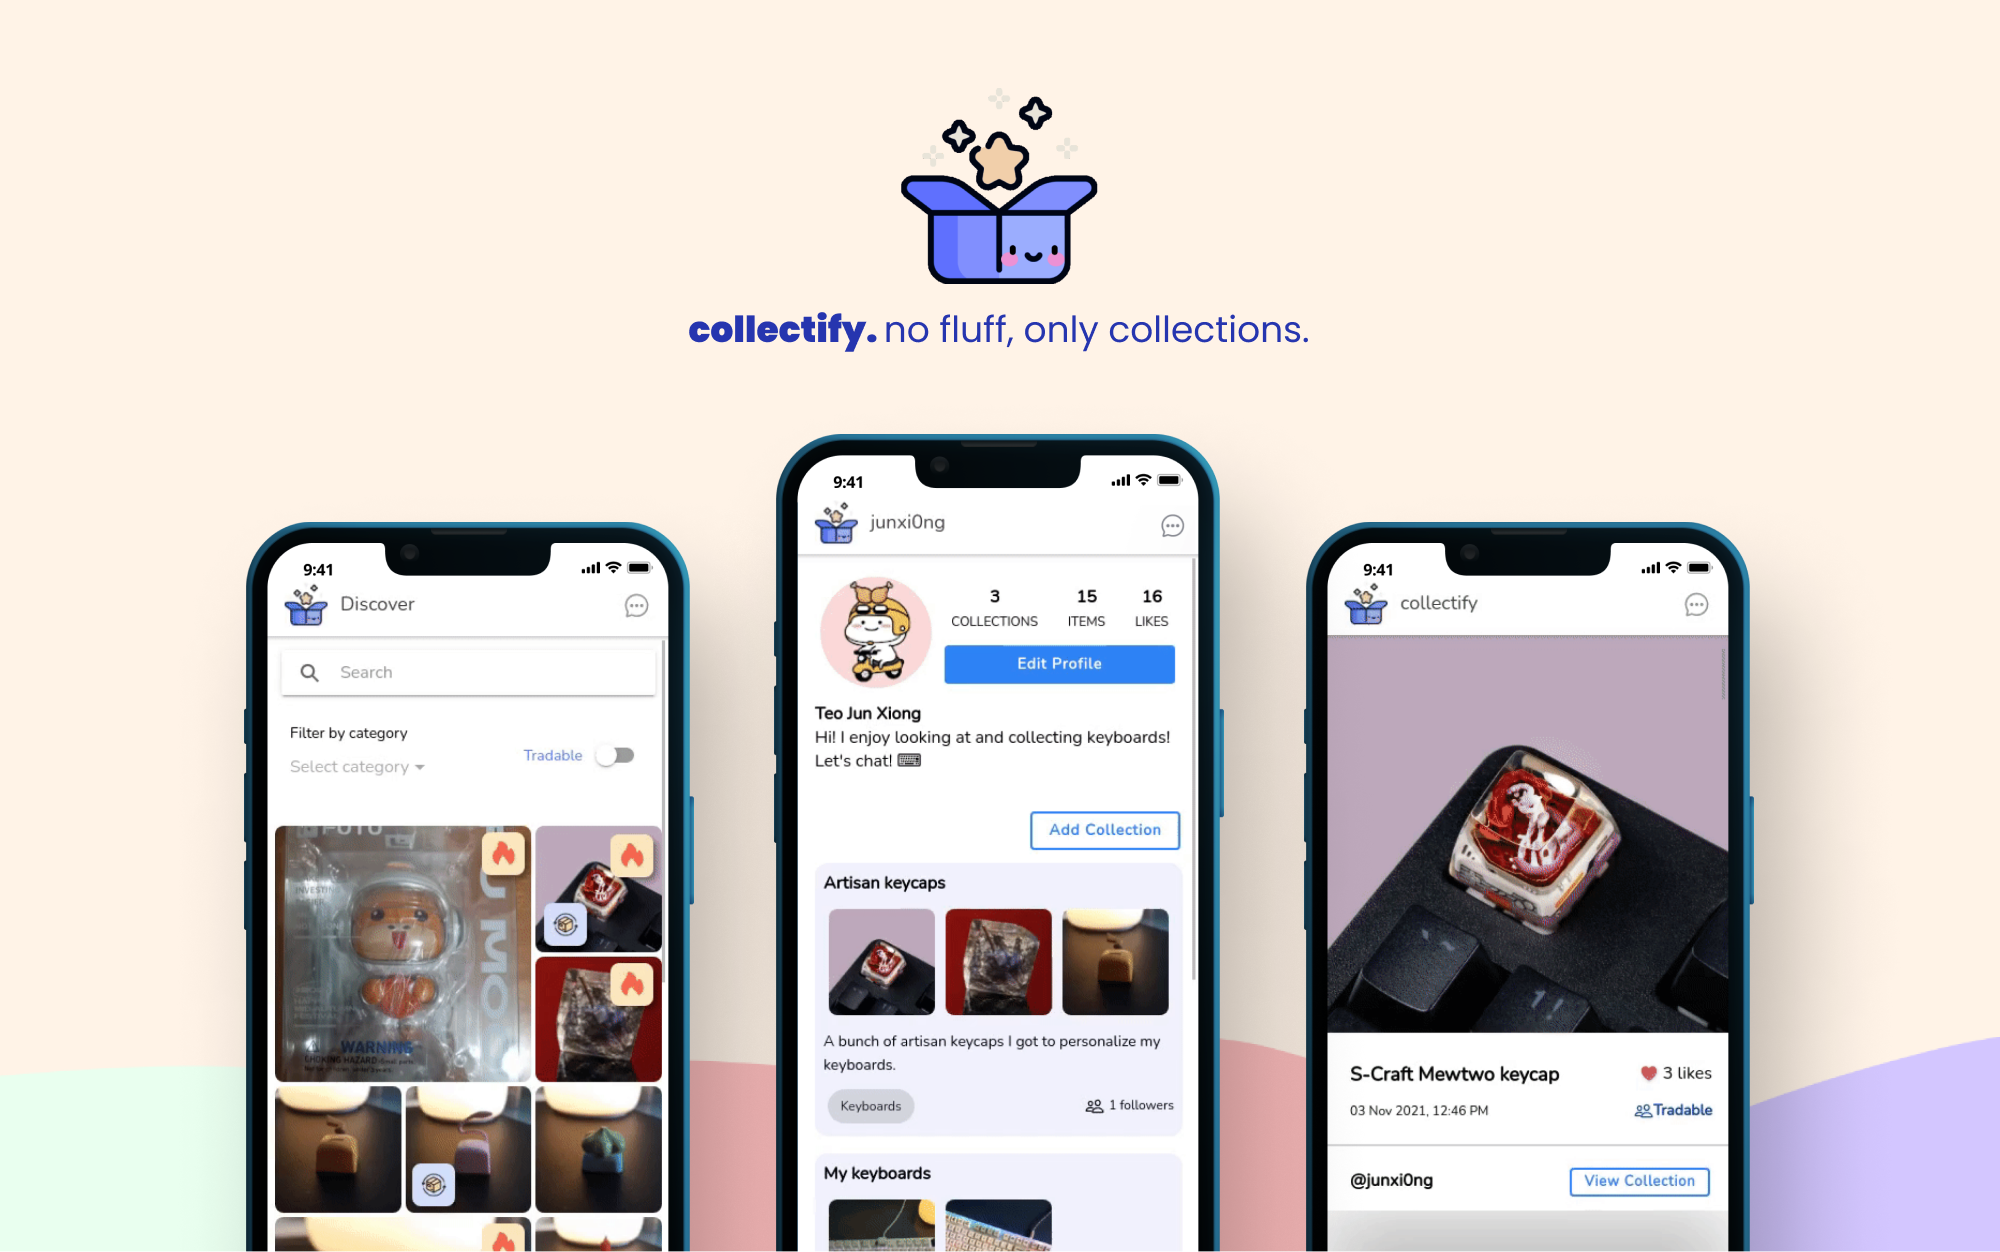 collectify. no fluff, only collections.
9:41
Discover
Search
Filter by category
Select category
Tradable
WARNING
CHOKING HAZARD
9:41
junxi0ng
3
15
16
COLLECTIONS
ITEMS
LIKES
Edit Profile
Teo Jun Xiong
Hi! I enjoy looking at and collecting keyboards!
Let's chat! ⌨
Add Collection
Artisan keycaps
A bunch of artisan keycaps I got to personalize my
keyboards.
Keyboards
1 followers
My keyboards
9:41
collectify
S-Craft Mewtwo keycap
3 likes
03 Nov 2021, 12:46 PM
Tradable
@junxi0ng
View Collection